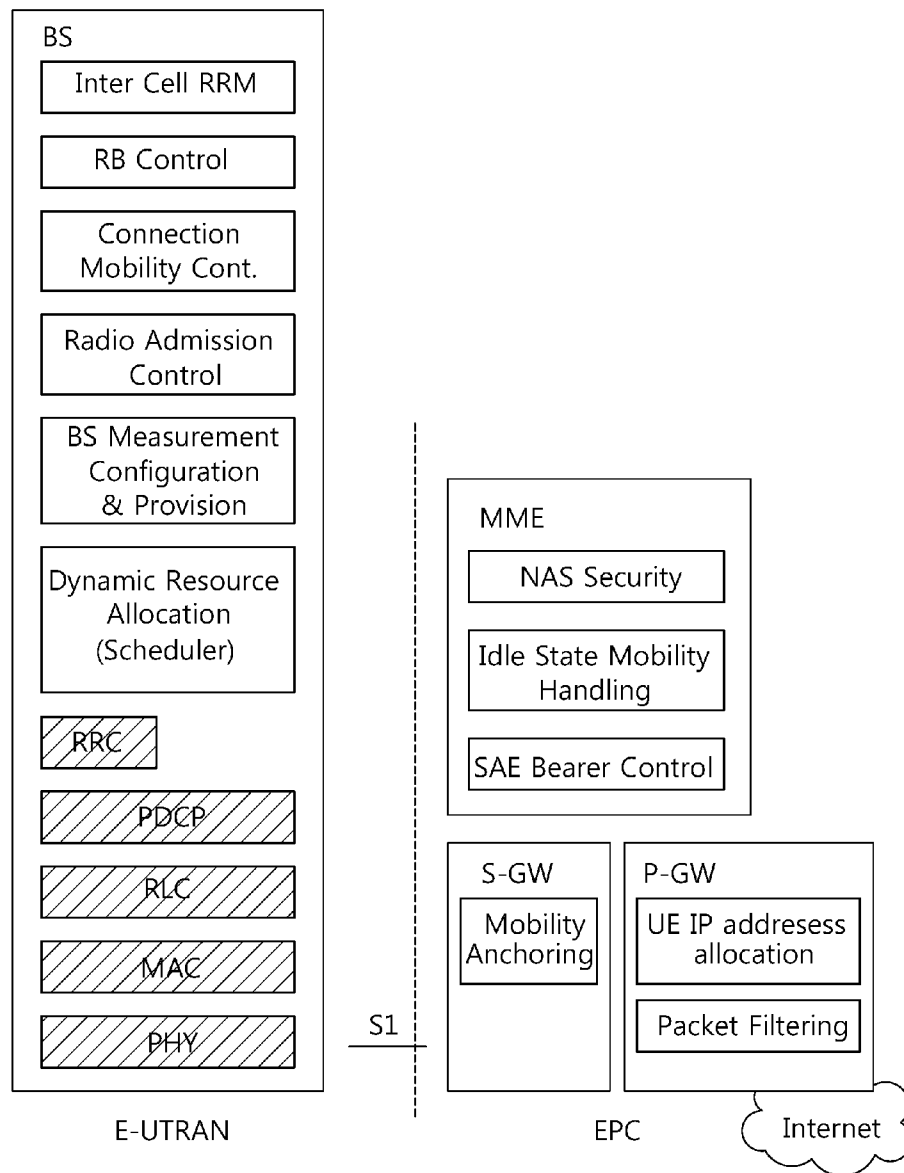 BS
Inter Cell RRM
RB Control
Connection
Mobility Cont.
Radio Admission
Control
BS Measurement
Configuration
& Provision
Dynamic Resource
Allocation
(Scheduler)
RRC
PDCP
RLC
MAC
PHY
E-UTRAN
S1
MME
NAS Security
Idle State Mobility
Handling
SAE Bearer Control
S-GW
Mobility
Anchoring
P-GW
UE IP addresess
allocation
Packet Filtering
EPC
Internet